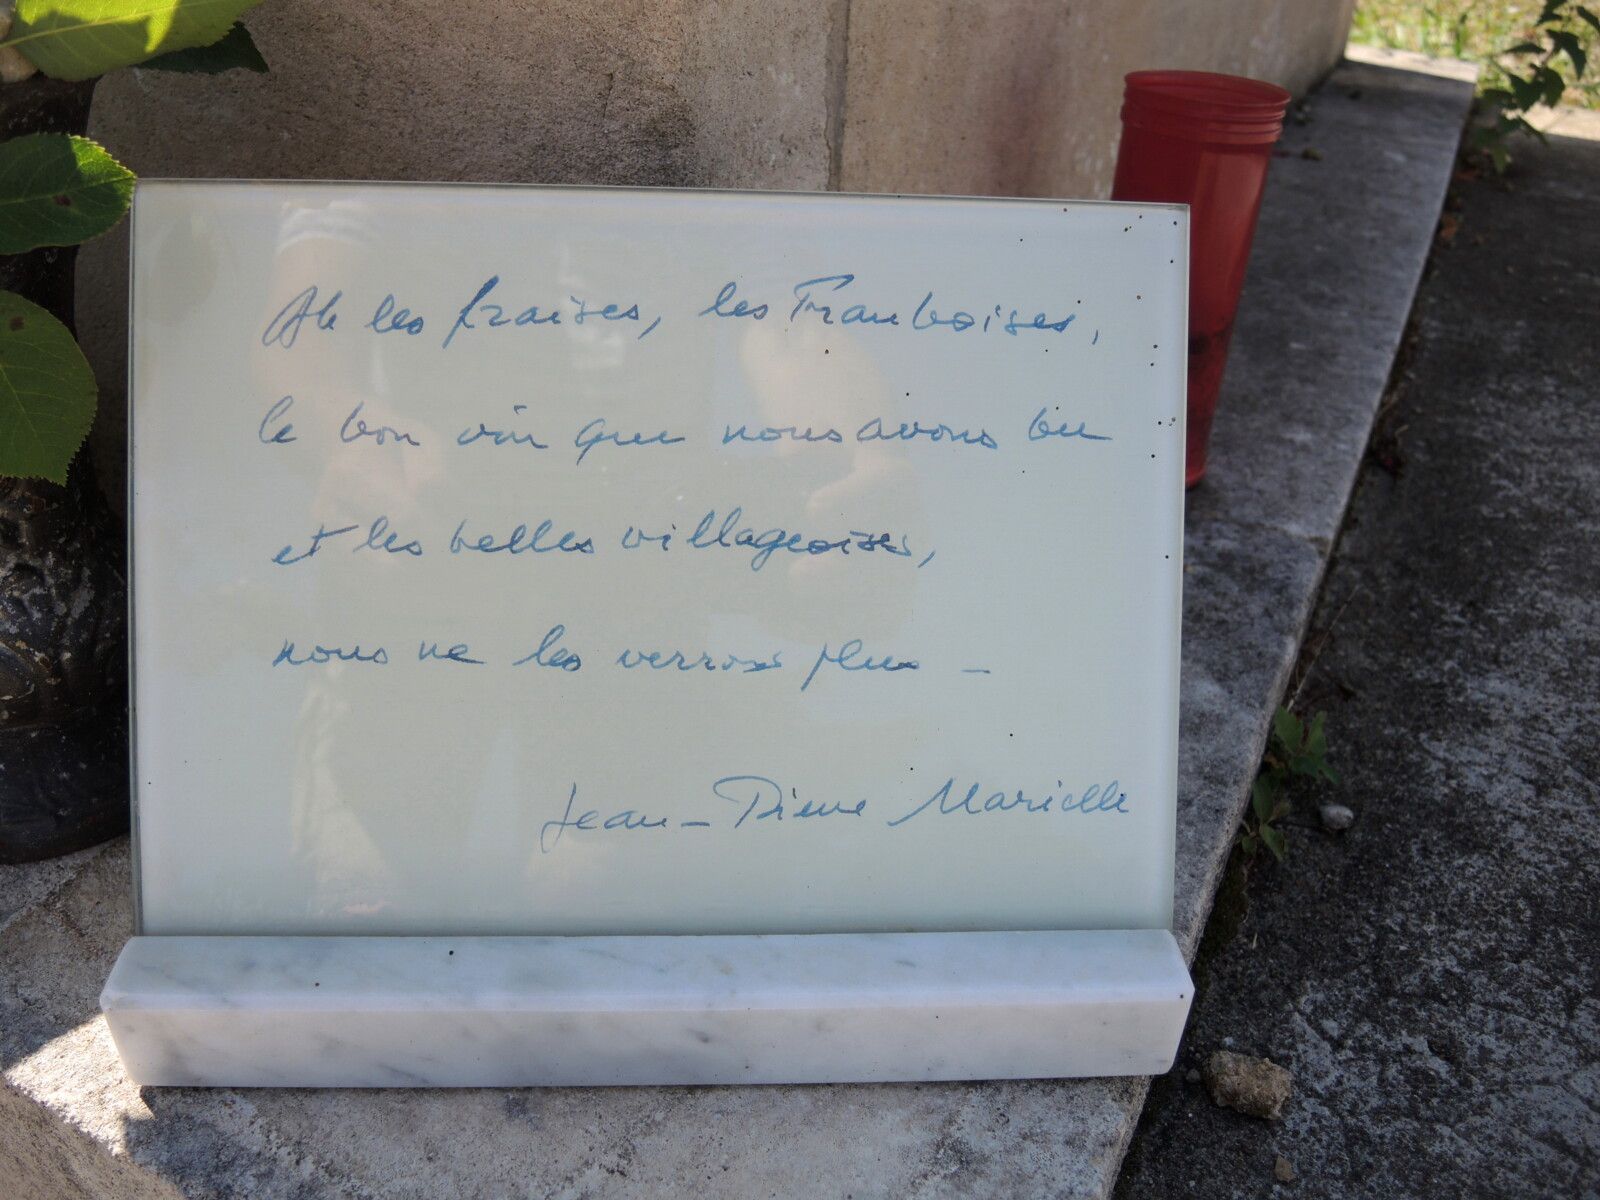 Ah les fraises, les Framboises,
le bon vin que nous avons bu
et les belles villageoises,
nous ne les verrons plus _
Jean-Pierre Marielle